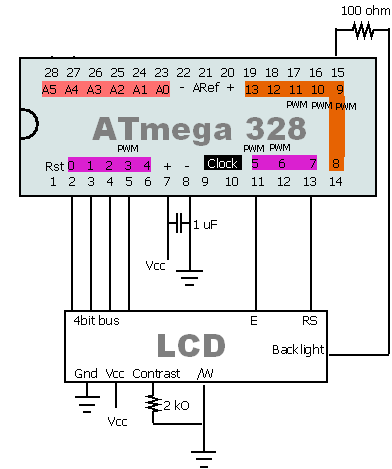 100 ohm
28 27 26 25 24 23 22 21 20 19 18 17 16 15
A5 A4 A3 A2 A1 A0 - ARef + 13 12 11 10 9
PWM PWM PWM
ATmega 328
PWM PWM PWM
Rst 0 1 2 3 4 + - Clock 5 6 7 8
1 2 3 4 5 6 7 8 9 10 11 12 13 14
1 uF
Vcc
4bit bus E RS
LCD
Backlight
Gnd Vcc Contrast /W
2 kO
Vcc